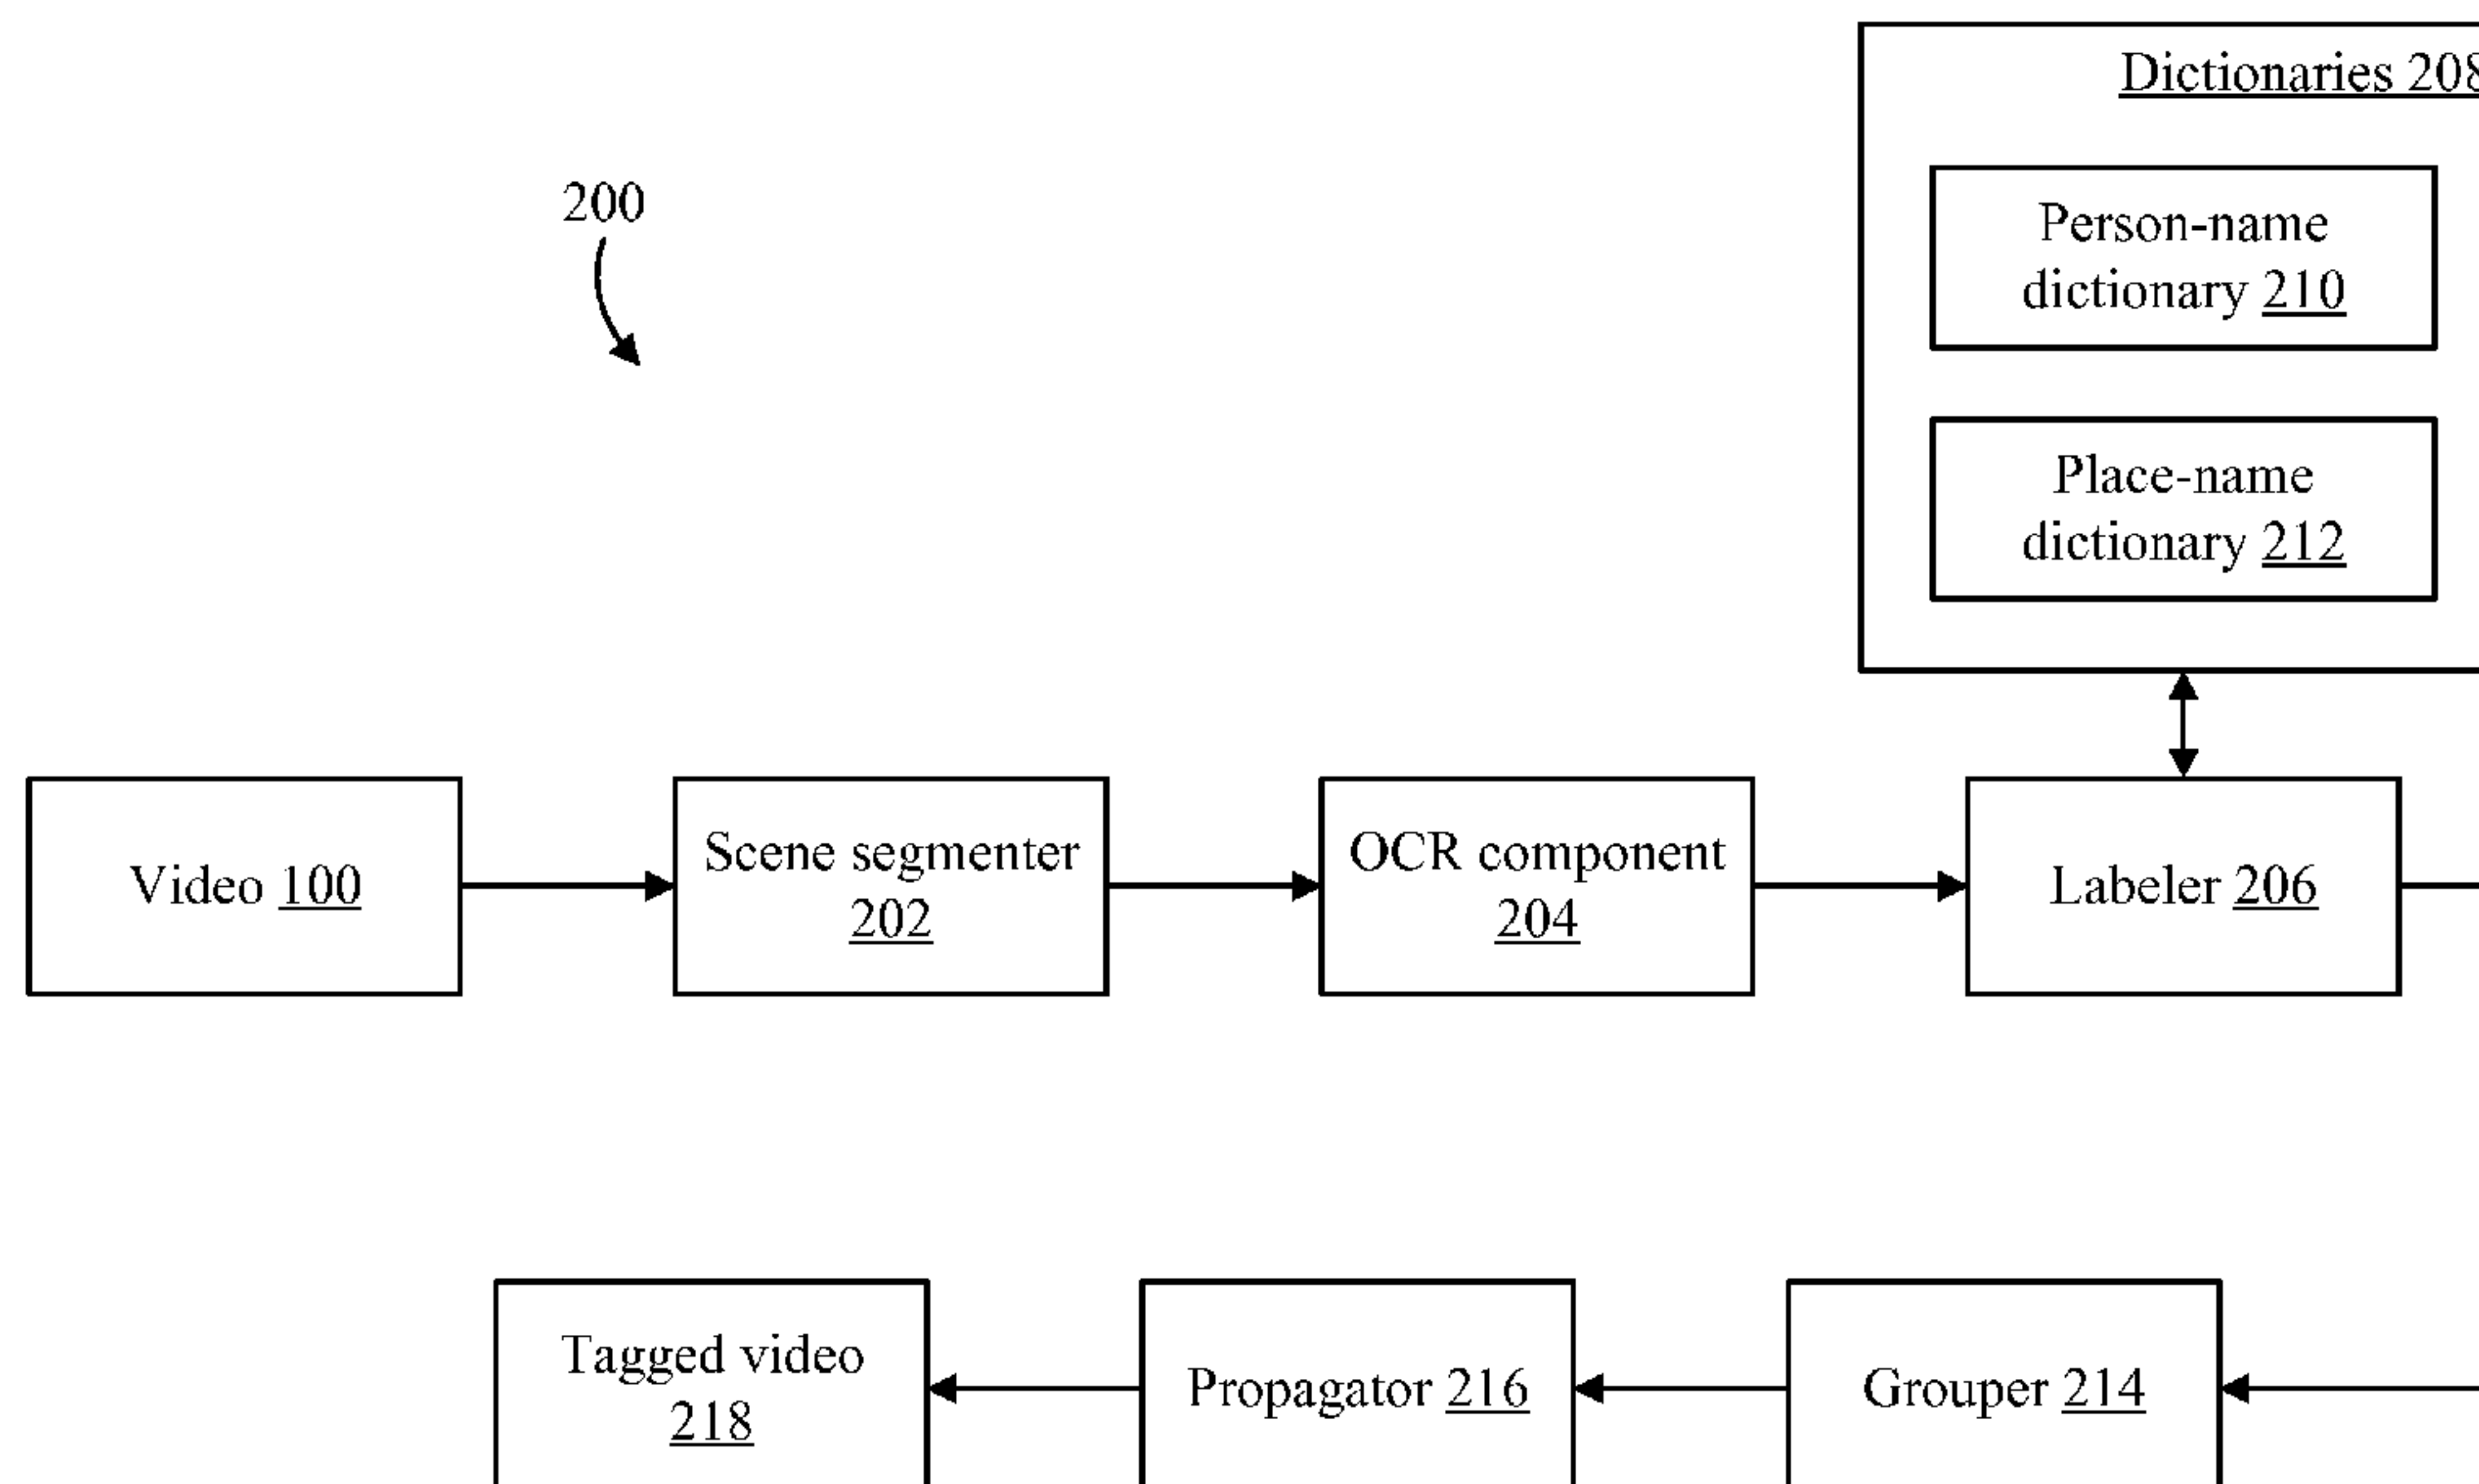 Dictionaries 208
200
Person-name
dictionary 210
Place-name
dictionary 212
Video 100
Scene segmenter
202
OCR component
204
Labeler 206
Tagged video
218
Propagator 216
Grouper 214